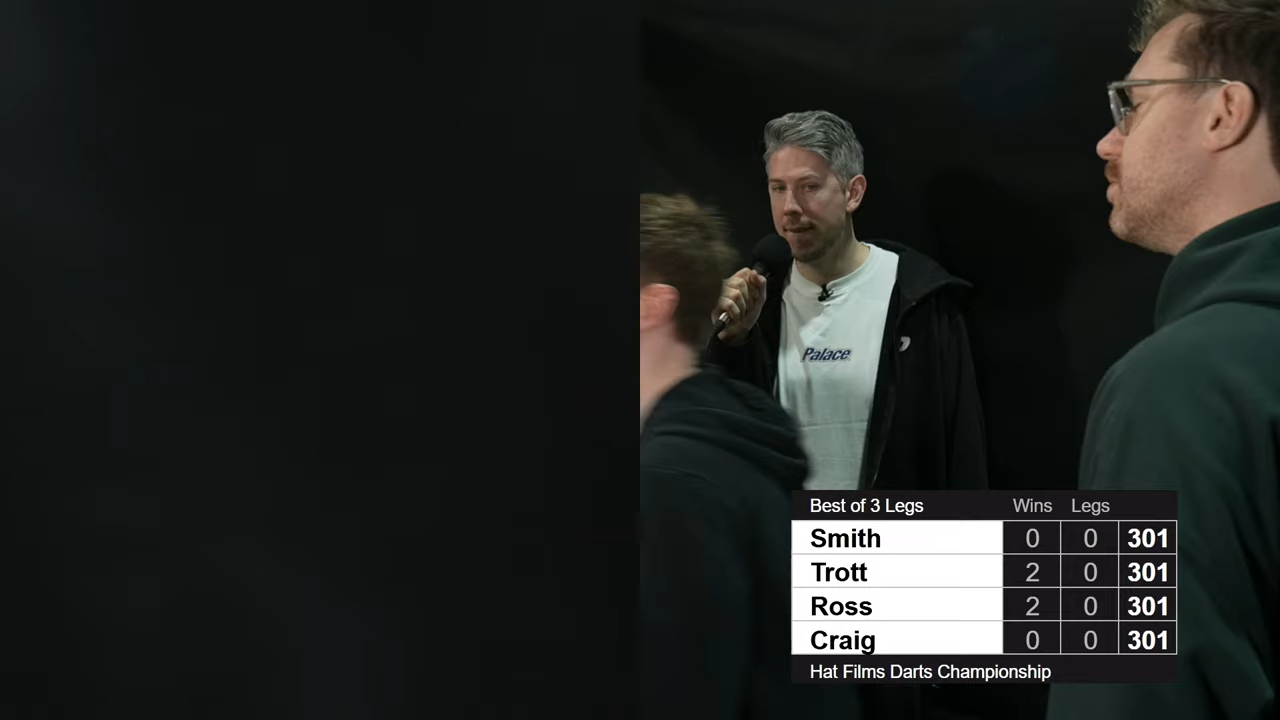 Palace
Best of 3 Legs Wins Legs
Smith 0 0 301
Trott 2 0 301
Ross 2 0 301
Craig 0 0 301
Hat Films Darts Championship